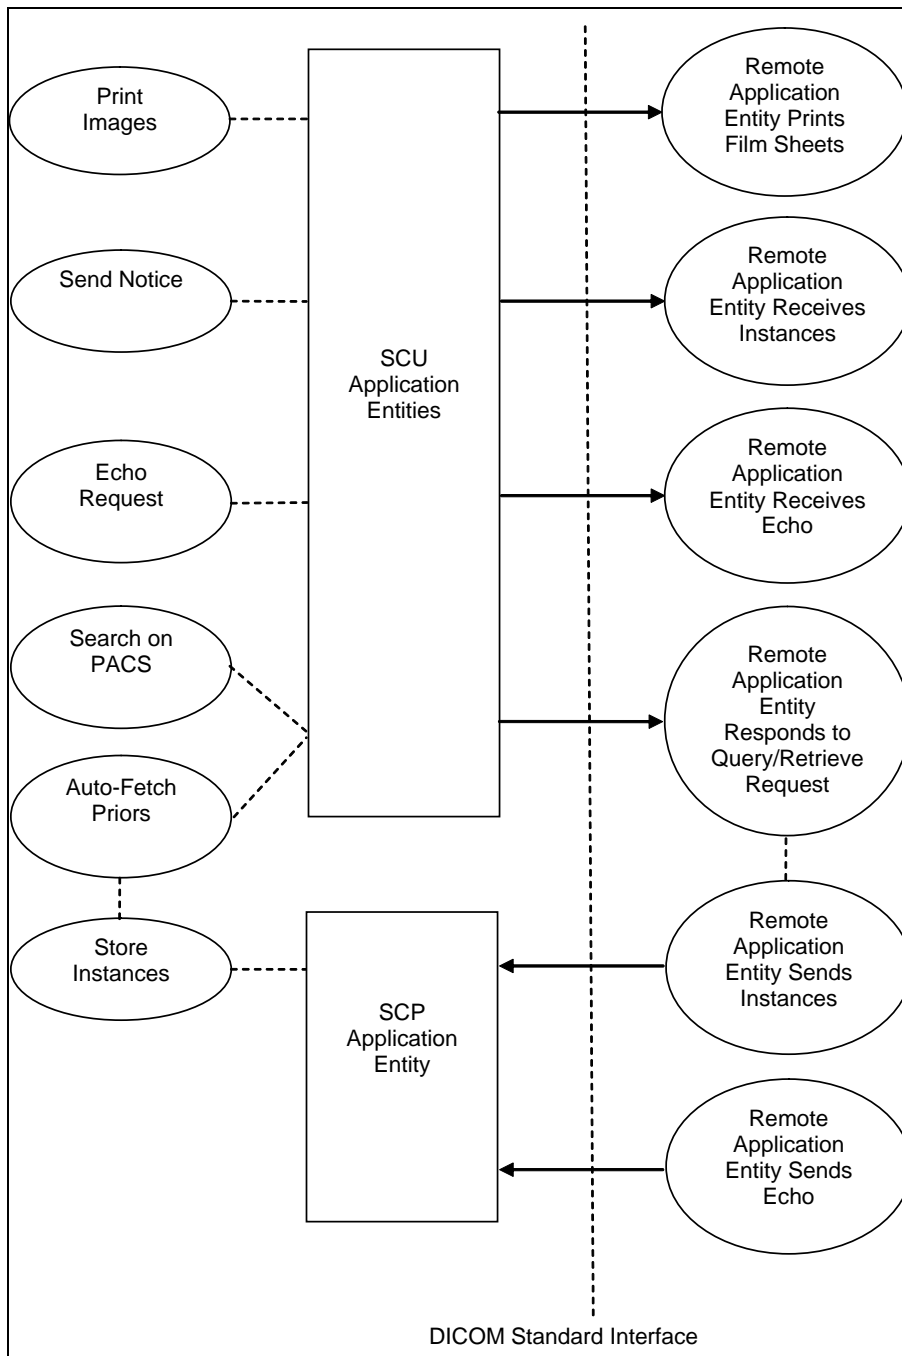 Print
Images
Remote
Application
Entity Prints
Film Sheets
Send Notice
Remote
Application
Entity Receives
Instances
SCU
Application
Entities
Echo
Request
Remote
Application
Entity Receives
Echo
Search on
PACS
Auto-Fetch
Priors
Remote
Application
Entity
Responds to
Query/Retrieve
Request
Store
Instances
SCP
Application
Entity
Remote
Application
Entity Sends
Instances
Remote
Application
Entity Sends
Echo
DICOM Standard Interface